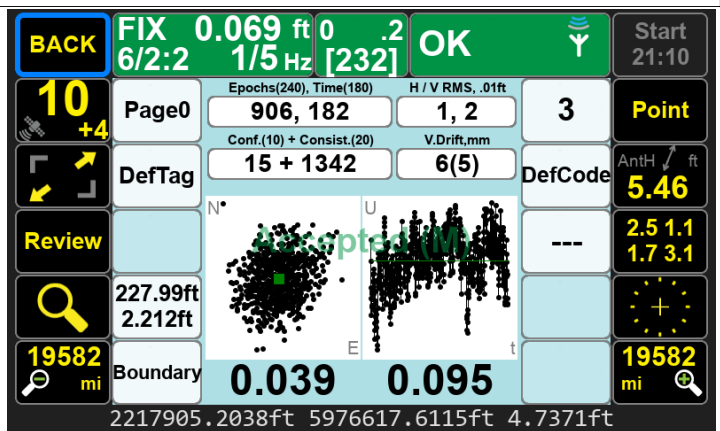 BACK
FIX 0.069 ft
6/2:2 1/5 Hz
0 .2
[232]
OK
Start
21:10
10
+4
Page0
Epochs(240), Time(180)
906, 182
H / V RMS, .01ft
1, 2
3
Point
DefTag
Conf.(10) + Consist.(20)
15 + 1342
V.Drift,mm
6(5)
DefCode
AntH ft
5.46
Review
N
U
Accepted (M)
---
2.5 1.1
1.7 3.1
227.99ft
2.212ft
E
t
19582
mi
Boundary
0.039
0.095
19582
mi
2217905.2038ft 5976617.6115ft 4.7371ft